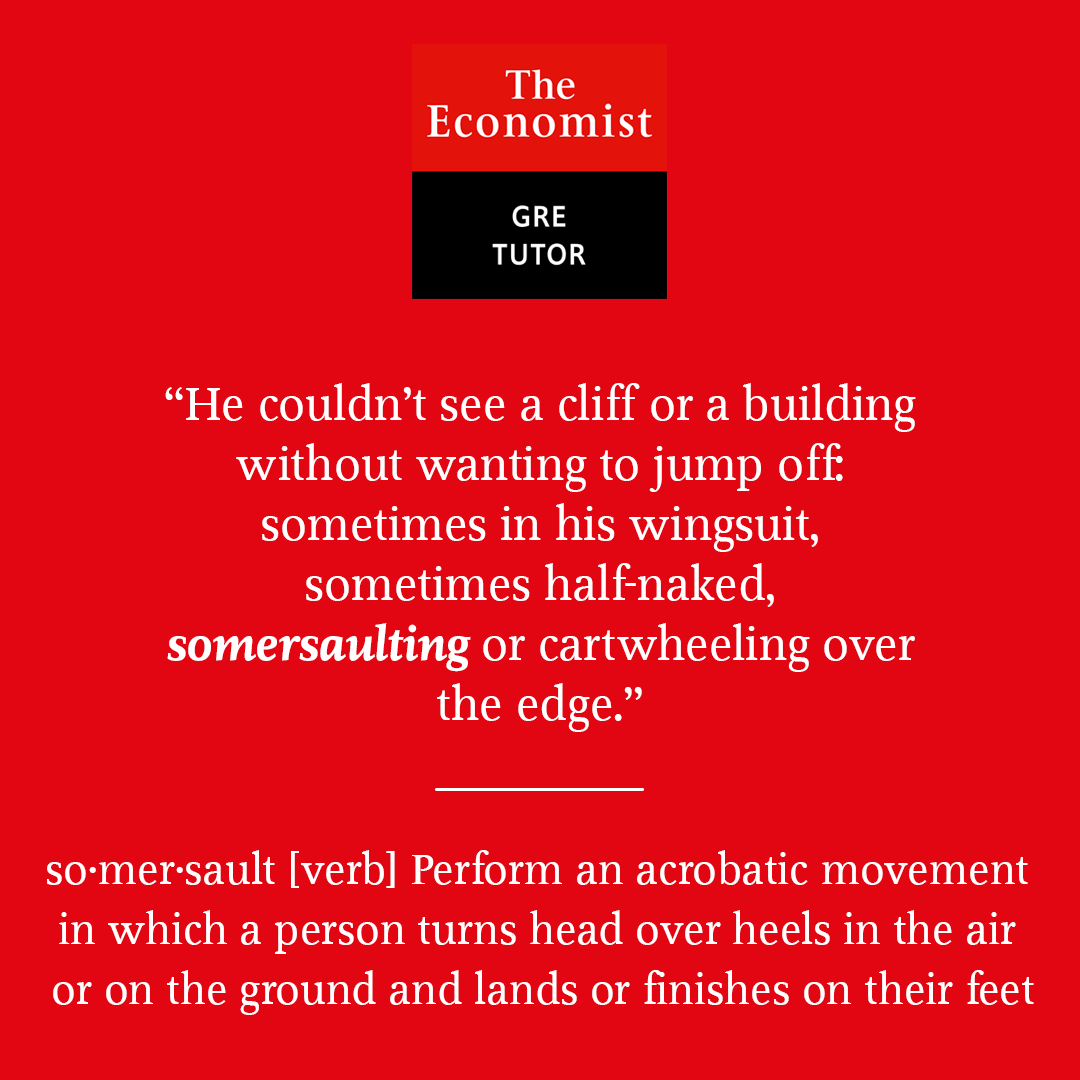 The
Economist
GRE
TUTOR
“He couldn’t see a cliff or a building
without wanting to jump off:
sometimes in his wingsuit,
sometimes half-naked,
somersaulting or cartwheeling over
the edge.”
so·mer·sault [verb] Perform an acrobatic movement
in which a person turns head over heels in the air
or on the ground and lands or finishes on their feet